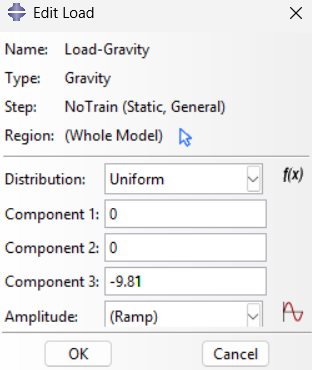 Edit Load
Name: Load-Gravity
Type: Gravity
Step: NoTrain (Static, General)
Region: (Whole Model)
Distribution: Uniform f(x)
Component 1: 0
Component 2: 0
Component 3: -9.81
Amplitude: (Ramp)
OK Cancel